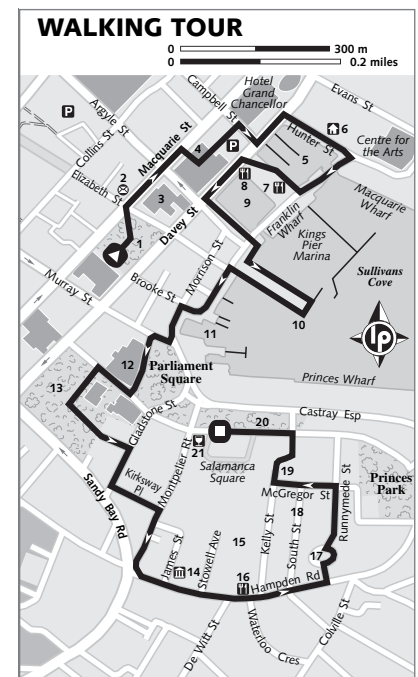 WALKING TOUR
0 300 m
0 0.2 miles
Hotel
Grand
Chancellor
Campbell St
Evans St
P
Argyle St
Collins St
Macquarie St
4
P
Hunter St
6
5
Centre for
the Arts
Elizabeth St
2
3
8
7
9
Macquarie
Wharf
Davey St
1
Franklin
Wharf
Kings
Pier
Marina
Murray St
Brooke St
Morrison St
Sullivans
Cove
10
11
lp
12
Parliament
Square
Princes Wharf
13
Gladstone St
Castray Esp
20
21
Montpelier Rt
Salamanca
Square
19
Kirksway
Pl
McGregor St
Runnymede St
Princes
Park
Sandy Bay Rd
18
James St
Stowell Ave
15
Kelly St
South St
17
14
16
Hampden Rd
De Witt St
Waterloo Cres
Colville St